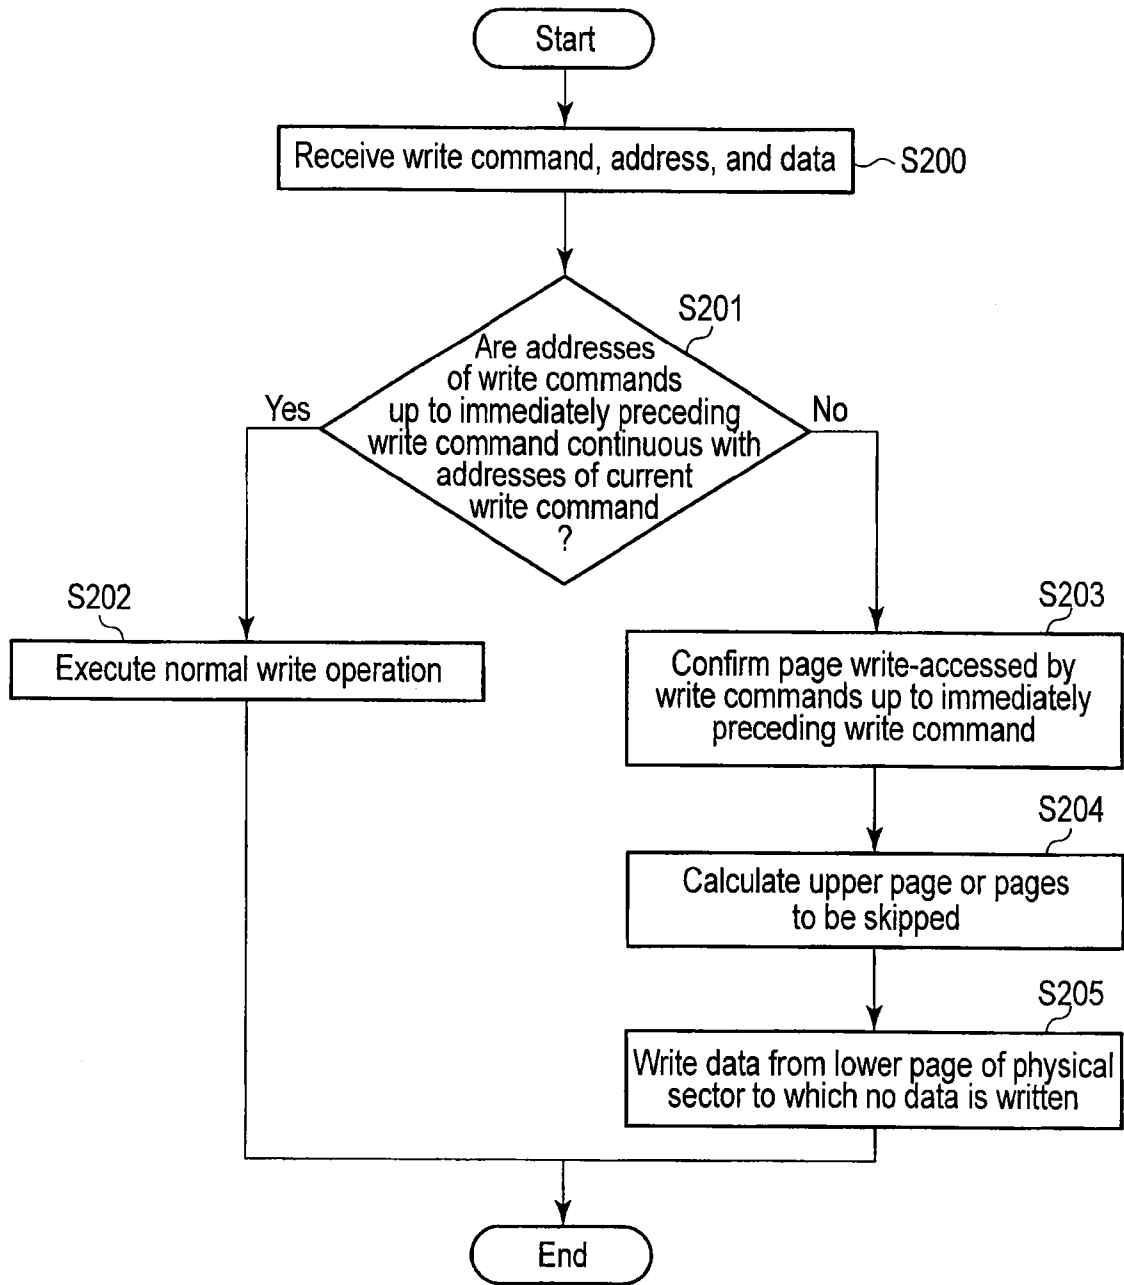 Start
Receive write command, address, and data
S200
S201
Are addresses
of write commands
up to immediately preceding
write command continuous with
addresses of current
write command
?
Yes
No
S202
Execute normal write operation
S203
Confirm page write-accessed by
write commands up to immediately
preceding write command
S204
Calculate upper page or pages
to be skipped
S205
Write data from lower page of physical
sector to which no data is written
End